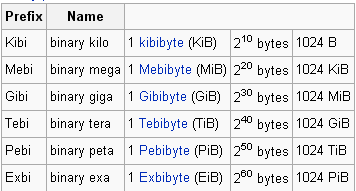 Prefix Name
Kibi binary kilo 1 kibibyte (KiB) 2^10 bytes 1024 B
Mebi binary mega 1 Mebibyte (MiB) 2^20 bytes 1024 KiB
Gibi binary giga 1 Gibibyte (GiB) 2^30 bytes 1024 MiB
Tebi binary tera 1 Tebibyte (TiB) 2^40 bytes 1024 GiB
Pebi binary peta 1 Pebibyte (PiB) 2^50 bytes 1024 TiB
Exbi binary exa 1 Exbibyte (EiB) 2^60 bytes 1024 PiB